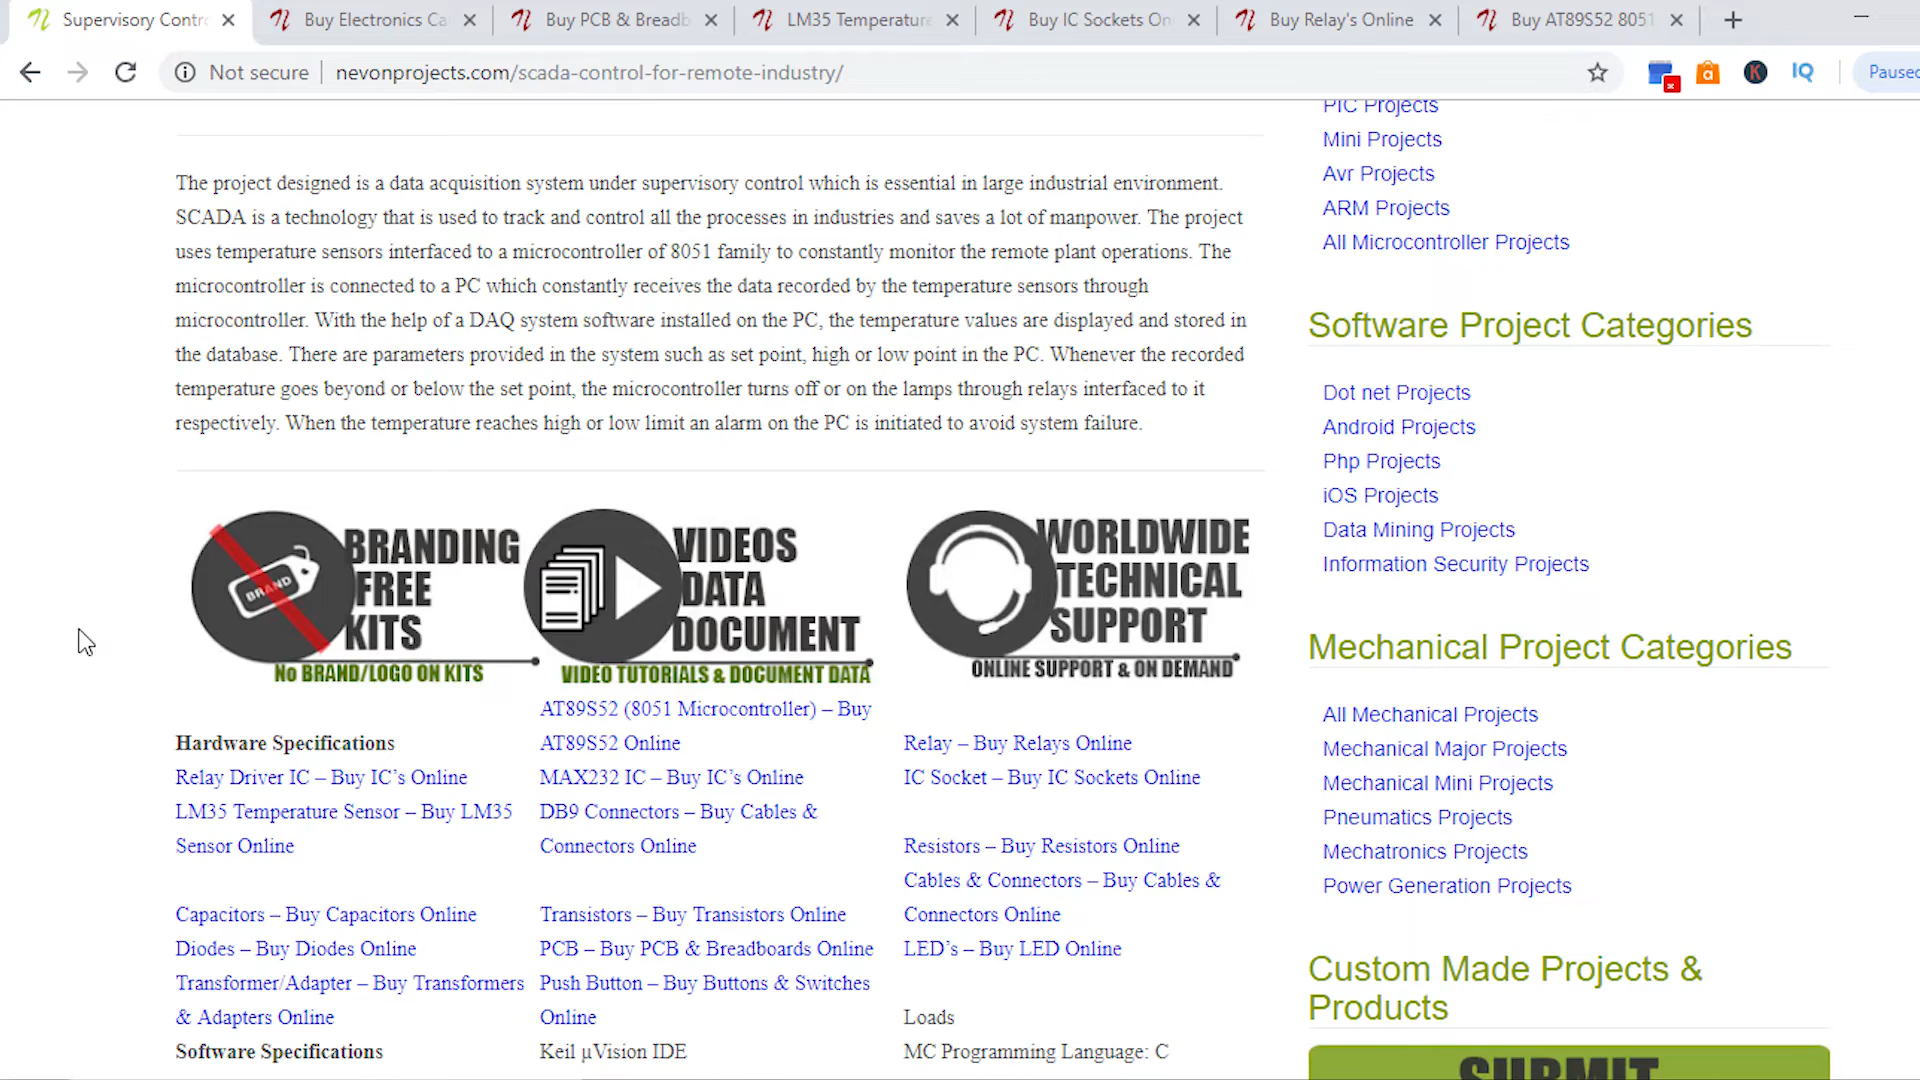 Supervisory Contr
Buy Electronics Ca
Buy PCB & Breadb
LM35 Temperature
Buy IC Sockets On
Buy Relay's Online
Buy AT89S52 8051
Not secure
nevonprojects.com/scada-control-for-remote-industry/
IQ
Paused
The project designed is a data acquisition system under supervisory control which is essential in large industrial environment.
SCADA is a technology that is used to track and control all the processes in industries and saves a lot of manpower. The project
uses temperature sensors interfaced to a microcontroller of 8051 family to constantly monitor the remote plant operations. The
microcontroller is connected to a PC which constantly receives the data recorded by the temperature sensors through
microcontroller. With the help of a DAQ system software installed on the PC, the temperature values are displayed and stored in
the database. There are parameters provided in the system such as set point, high or low point in the PC. Whenever the recorded
temperature goes beyond or below the set point, the microcontroller turns off or on the lamps through relays interfaced to it
respectively. When the temperature reaches high or low limit an alarm on the PC is initiated to avoid system failure.
BRAND
BRANDING
FREE
KITS
No BRAND/LOGO ON KITS
VIDEOS
DATA
DOCUMENT
VIDEO TUTORIALS & DOCUMENT DATA
WORLDWIDE
TECHNICAL
SUPPORT
ONLINE SUPPORT & ON DEMAND
Hardware Specifications
Relay Driver IC – Buy IC’s Online
LM35 Temperature Sensor – Buy LM35
Sensor Online
Capacitors – Buy Capacitors Online
Diodes – Buy Diodes Online
Transformer/Adapter – Buy Transformers
& Adapters Online
Software Specifications
AT89S52 (8051 Microcontroller) – Buy
AT89S52 Online
MAX232 IC – Buy IC’s Online
DB9 Connectors – Buy Cables &
Connectors Online
Transistors – Buy Transistors Online
PCB – Buy PCB & Breadboards Online
Push Button – Buy Buttons & Switches
Online
Keil µVision IDE
Relay – Buy Relays Online
IC Socket – Buy IC Sockets Online
Resistors – Buy Resistors Online
Cables & Connectors – Buy Cables &
Connectors Online
LED’s – Buy LED Online
Loads
MC Programming Language: C
PIC Projects
Mini Projects
Avr Projects
ARM Projects
All Microcontroller Projects
Software Project Categories
Dot net Projects
Android Projects
Php Projects
iOS Projects
Data Mining Projects
Information Security Projects
Mechanical Project Categories
All Mechanical Projects
Mechanical Major Projects
Mechanical Mini Projects
Pneumatics Projects
Mechatronics Projects
Power Generation Projects
Custom Made Projects &
Products
SUBMIT